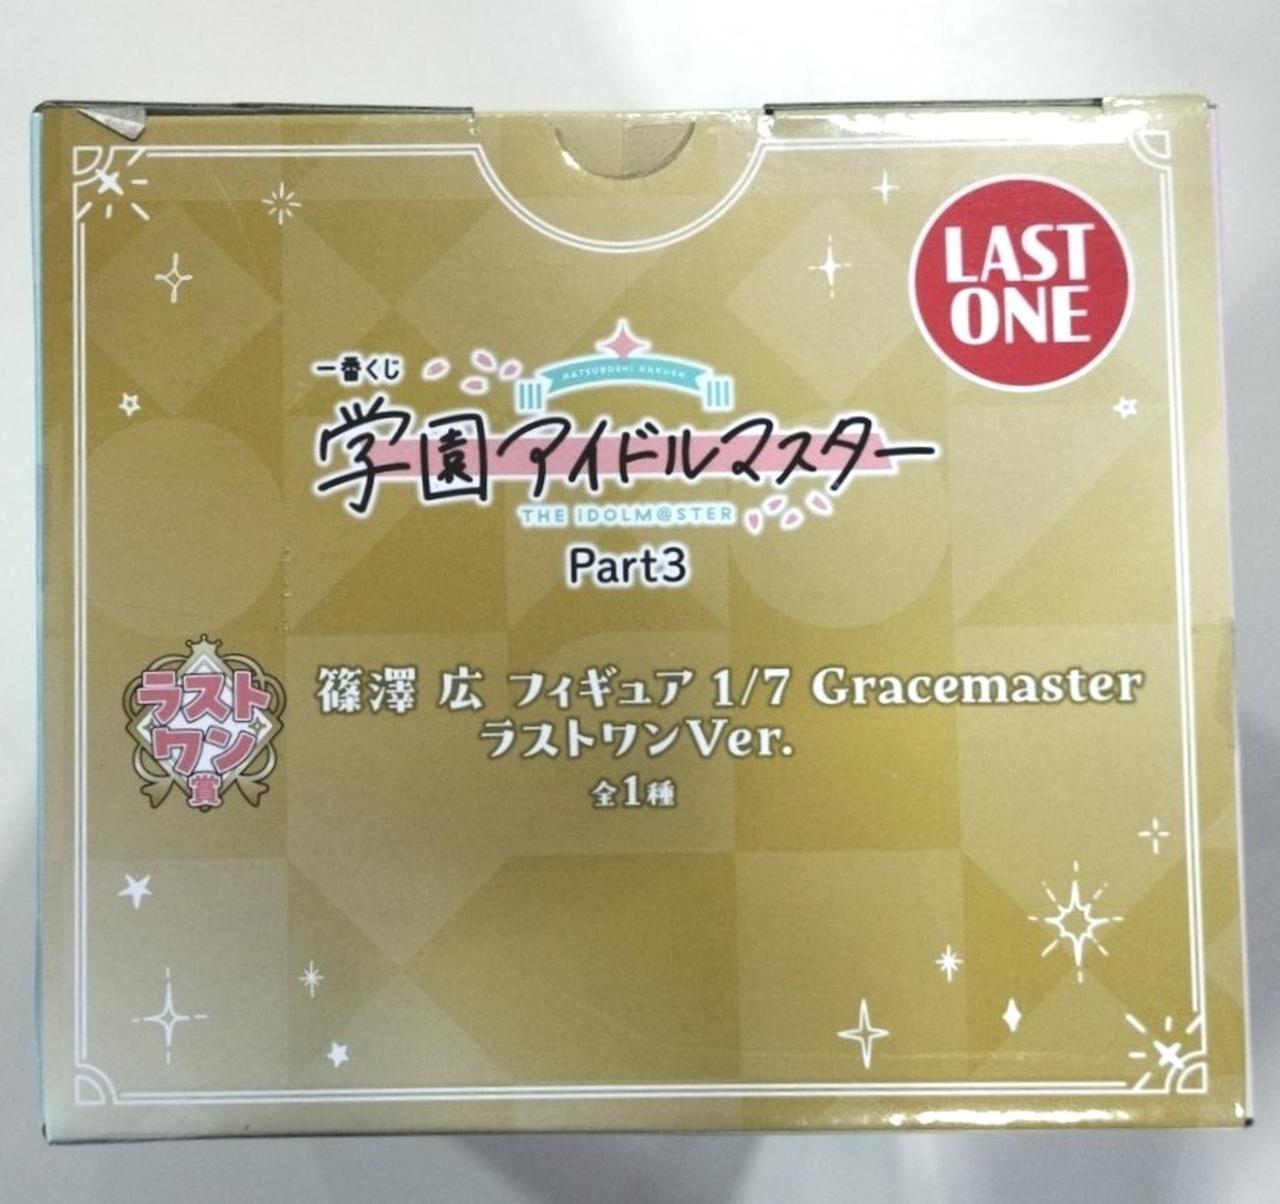 LAST
ONE
一番くじ
HATSUBOSHI GAKUEN
学園アイドルマスター
THE iDOLM@STER
Part3
ラスト
ワン
賞
篠澤 広 フィギュア 1/7 Gracemaster
ラストワンVer.
全1種